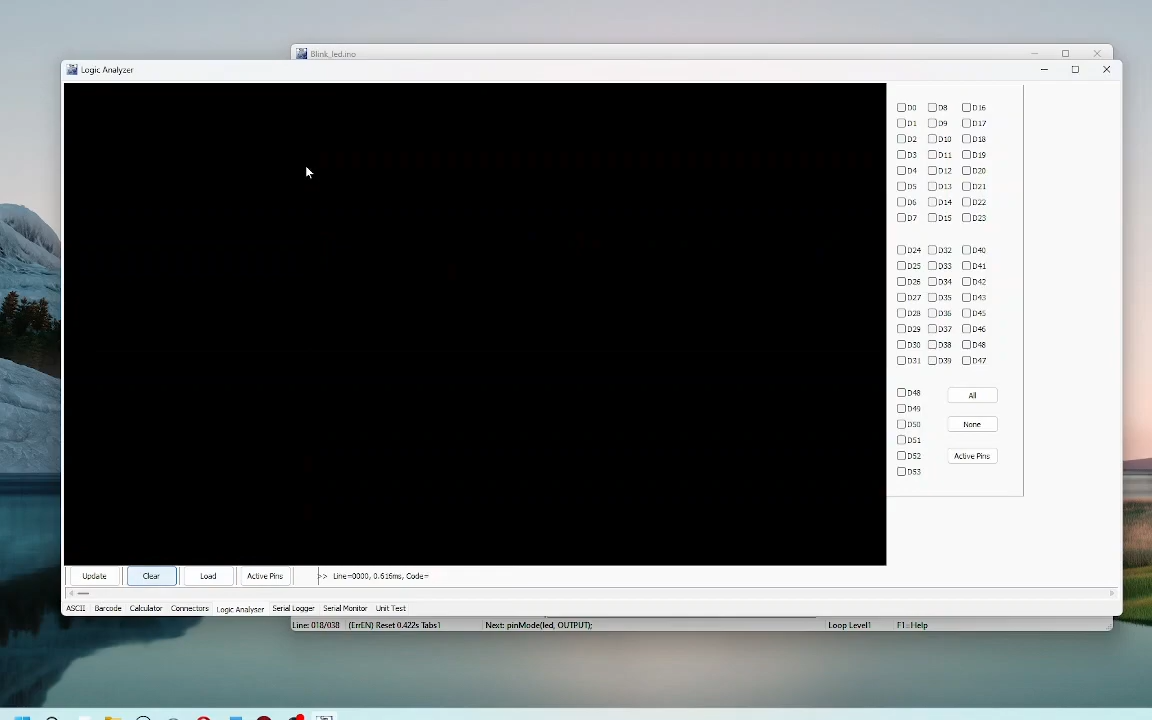 Blink_led.ino
Logic Analyzer
D0 D8 D16
D1 D9 D17
D2 D10 D18
D3 D11 D19
D4 D12 D20
D5 D13 D21
D6 D14 D22
D7 D15 D23
D24 D32 D40
D25 D33 D41
D26 D34 D42
D27 D35 D43
D28 D36 D45
D29 D37 D46
D30 D38 D48
D31 D39 D47
D48 All
D49
D50 None
D51
D52 Active Pins
D53
Update Clear Load Active Pins >> Line=0000, 0.616ms, Code=
ASCII Barcode Calculator Connectors Logic Analyser Serial Logger Serial Monitor Unit Test
Line: 018/038 (ErrEN) Reset 0.422s Tabs1 Next: pinMode(led, OUTPUT); Loop Level1 F1=Help